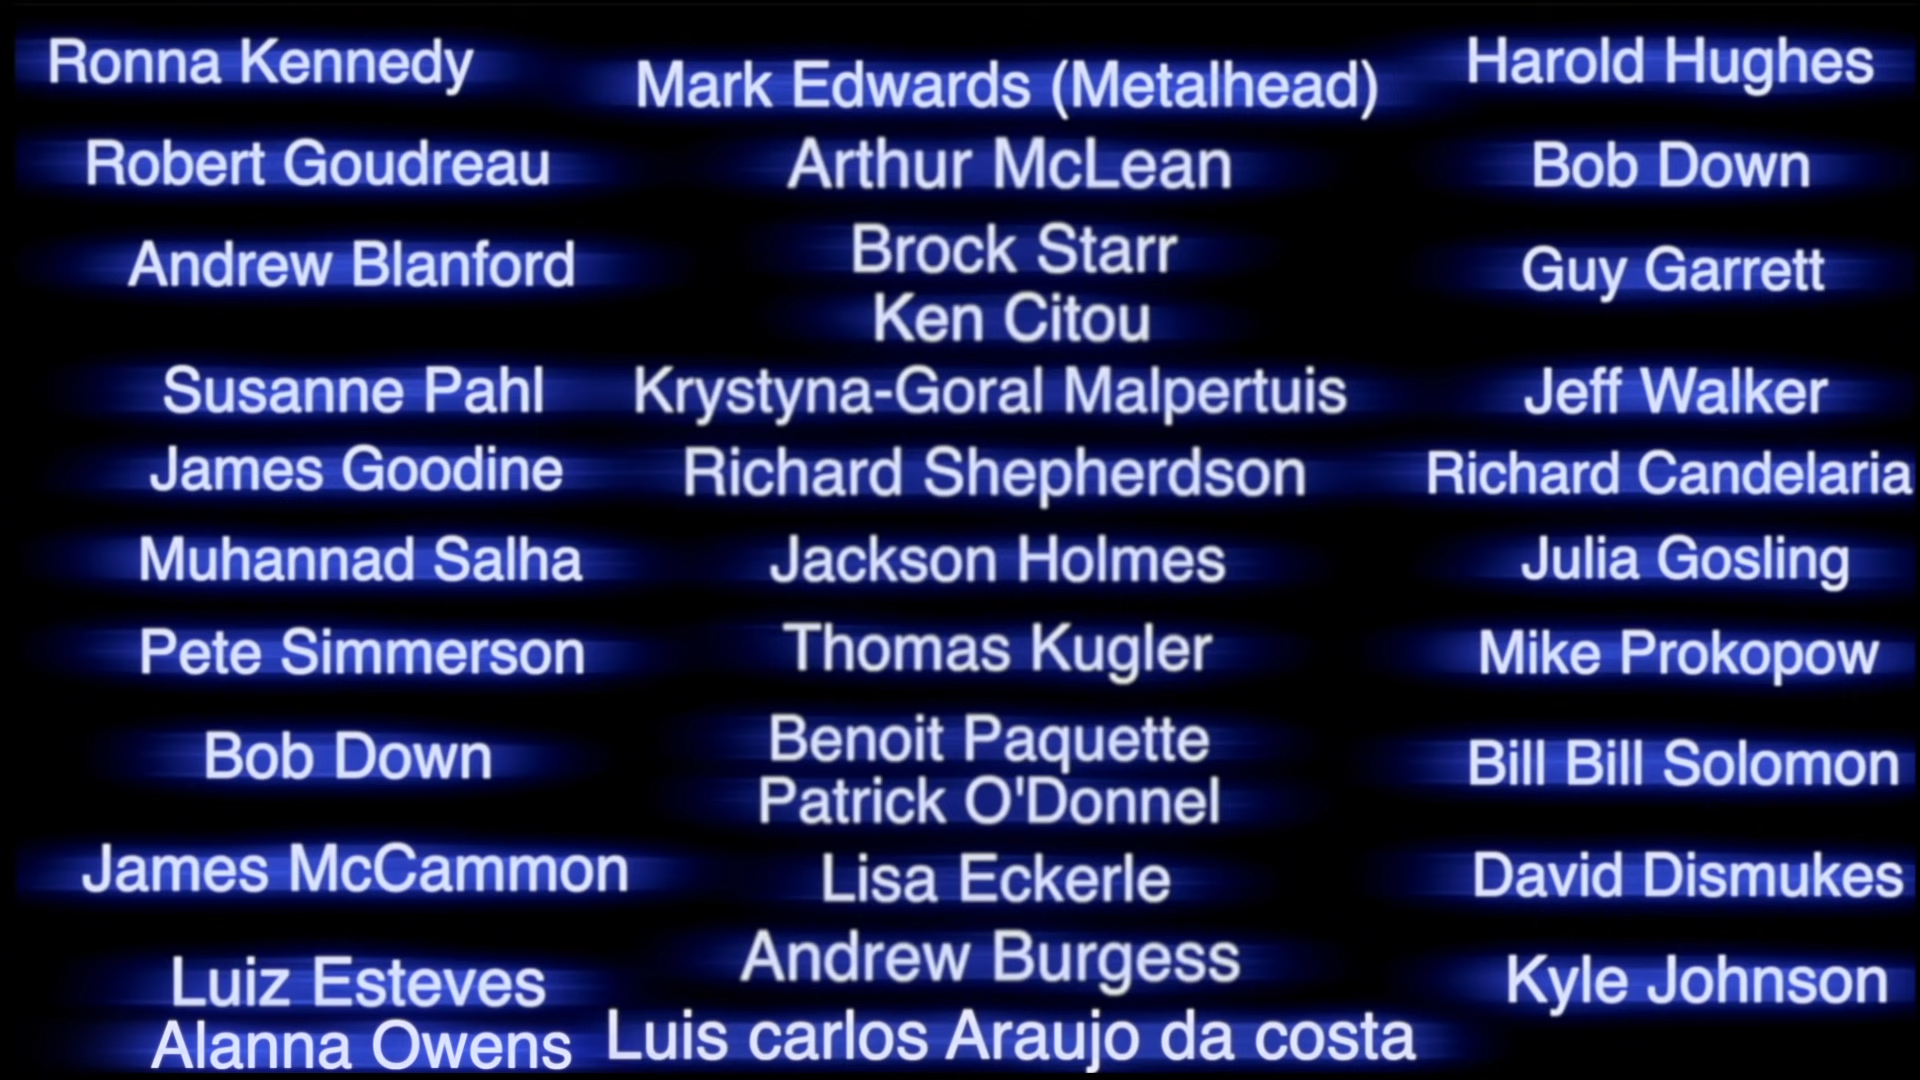 Ronna Kennedy
Robert Goudreau
Andrew Blanford
Susanne Pahl
James Goodine
Muhannad Salha
Pete Simmerson
Bob Down
James McCammon
Luiz Esteves
Alanna Owens
Mark Edwards (Metalhead)
Arthur McLean
Brock Starr
Ken Citou
Krystyna-Goral Malpertuis
Richard Shepherdson
Jackson Holmes
Thomas Kugler
Benoit Paquette
Patrick O'Donnel
Lisa Eckerle
Andrew Burgess
Luis carlos Araujo da costa
Harold Hughes
Bob Down
Guy Garrett
Jeff Walker
Richard Candelaria
Julia Gosling
Mike Prokopow
Bill Bill Solomon
David Dismukes
Kyle Johnson